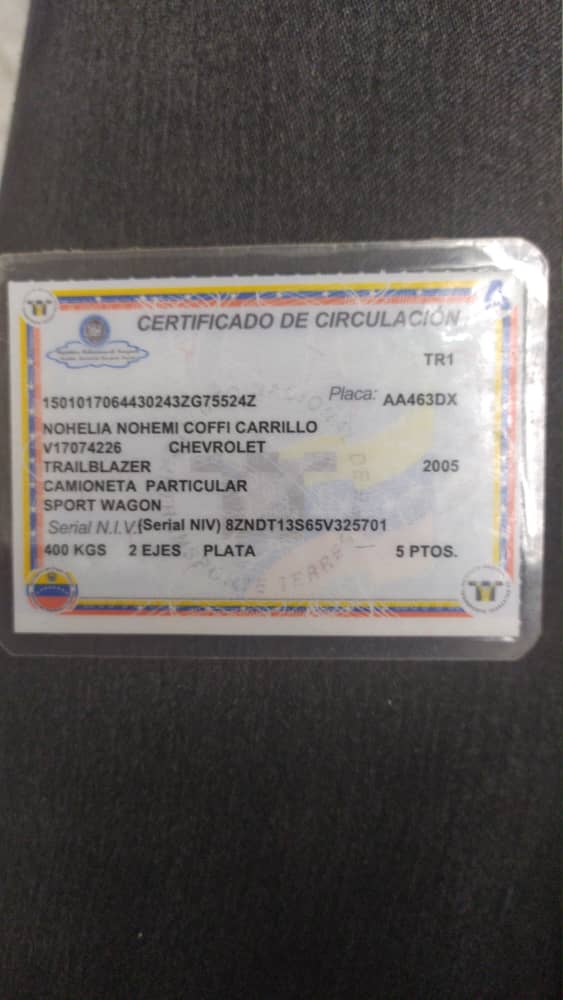 CERTIFICADO DE CIRCULACIÓN
TR1
1501017064430243ZG75524Z Placa: AA463DX
NOHELIA NOHEMI COFFI CARRILLO
V17074226 CHEVROLET
TRAILBLAZER 2005
CAMIONETA PARTICULAR
SPORT WAGON
Serial N.I.V. (Serial NIV) 8ZNDT13S65V325701
400 KGS 2 EJES PLATA 5 PTOS.